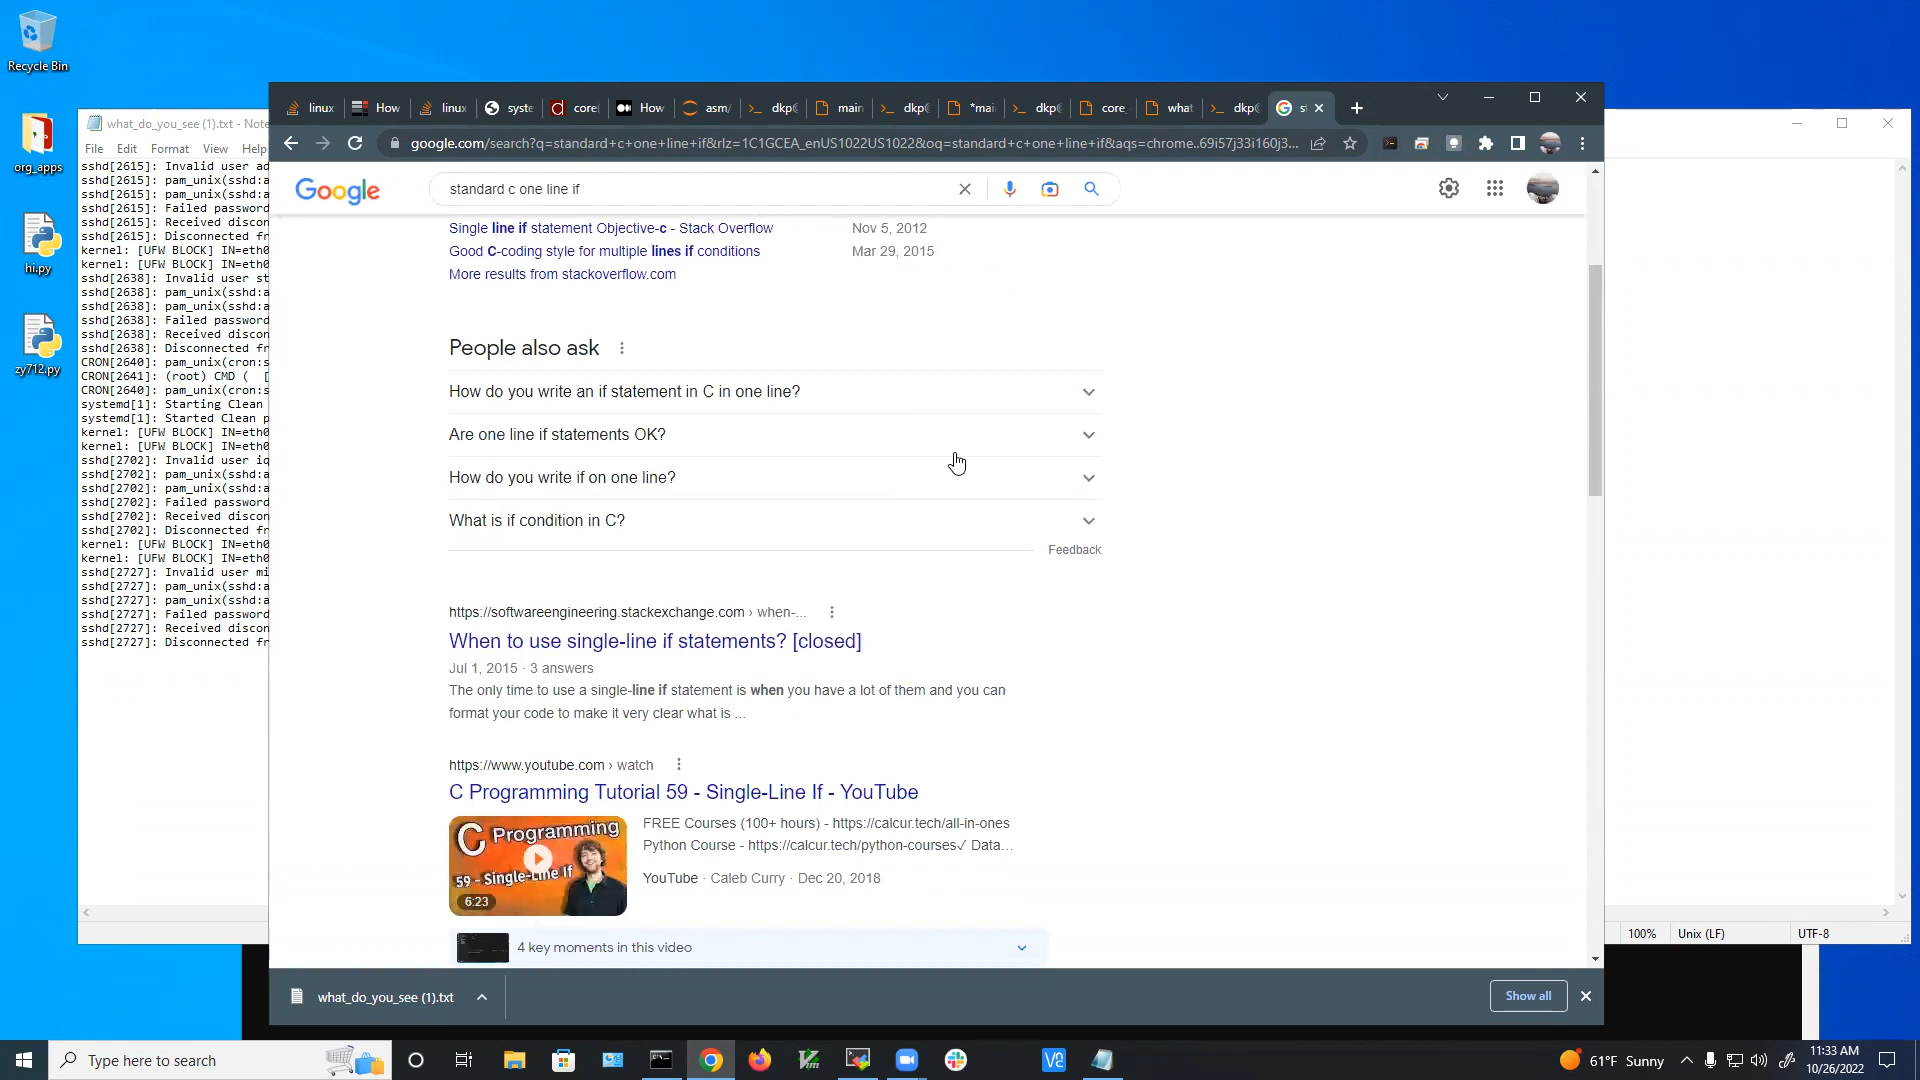 Recycle Bin
org_apps
hi.py
zy712.py
what_do_you_see (1).txt - Note
File Edit Format View Help
sshd[2615]: Invalid user ad
sshd[2615]: pam_unix(sshd:a
sshd[2615]: pam_unix(sshd:a
sshd[2615]: Failed password
sshd[2615]: Received discon
sshd[2615]: Disconnected fr
kernel: [UFW BLOCK] IN=eth0
kernel: [UFW BLOCK] IN=eth0
sshd[2638]: Invalid user st
sshd[2638]: pam_unix(sshd:a
sshd[2638]: pam_unix(sshd:a
sshd[2638]: Failed password
sshd[2638]: Received discon
sshd[2638]: Disconnected fr
CRON[2640]: pam_unix(cron:s
CRON[2641]: (root) CMD ( [
CRON[2640]: pam_unix(cron:s
systemd[1]: Starting Clean
systemd[1]: Started Clean p
kernel: [UFW BLOCK] IN=eth0
kernel: [UFW BLOCK] IN=eth0
sshd[2702]: Invalid user iq
sshd[2702]: pam_unix(sshd:a
sshd[2702]: pam_unix(sshd:a
sshd[2702]: Failed password
sshd[2702]: Received discon
sshd[2702]: Disconnected fr
kernel: [UFW BLOCK] IN=eth0
kernel: [UFW BLOCK] IN=eth0
sshd[2727]: Invalid user mi
sshd[2727]: pam_unix(sshd:a
sshd[2727]: pam_unix(sshd:a
sshd[2727]: Failed password
sshd[2727]: Received discon
sshd[2727]: Disconnected fr
linux How linux syste core How asm/ dkp@ main dkp@ *mai dkp@ core_ what dkp@ st
google.com/search?q=standard+c+one+line+if&rlz=1C1GCEA_enUS1022US1022&oq=standard+c+one+line+if&aqs=chrome..69i57j33i160j3...
Google standard c one line if
Single line if statement Objective-c - Stack Overflow Nov 5, 2012
Good C-coding style for multiple lines if conditions Mar 29, 2015
More results from stackoverflow.com
People also ask
How do you write an if statement in C in one line?
Are one line if statements OK?
How do you write if on one line?
What is if condition in C?
Feedback
https://softwareengineering.stackexchange.com › when-...
When to use single-line if statements? [closed]
Jul 1, 2015 · 3 answers
The only time to use a single-line if statement is when you have a lot of them and you can
format your code to make it very clear what is ...
https://www.youtube.com › watch
C Programming Tutorial 59 - Single-Line If - YouTube
C Programming
59 - Single-Line If
6:23
FREE Courses (100+ hours) - https://calcur.tech/all-in-ones
Python Course - https://calcur.tech/python-courses✓ Data...
YouTube · Caleb Curry · Dec 20, 2018
4 key moments in this video
what_do_you_see (1).txt
Show all
100% Unix (LF) UTF-8
Type here to search
61°F Sunny
11:33 AM
10/26/2022